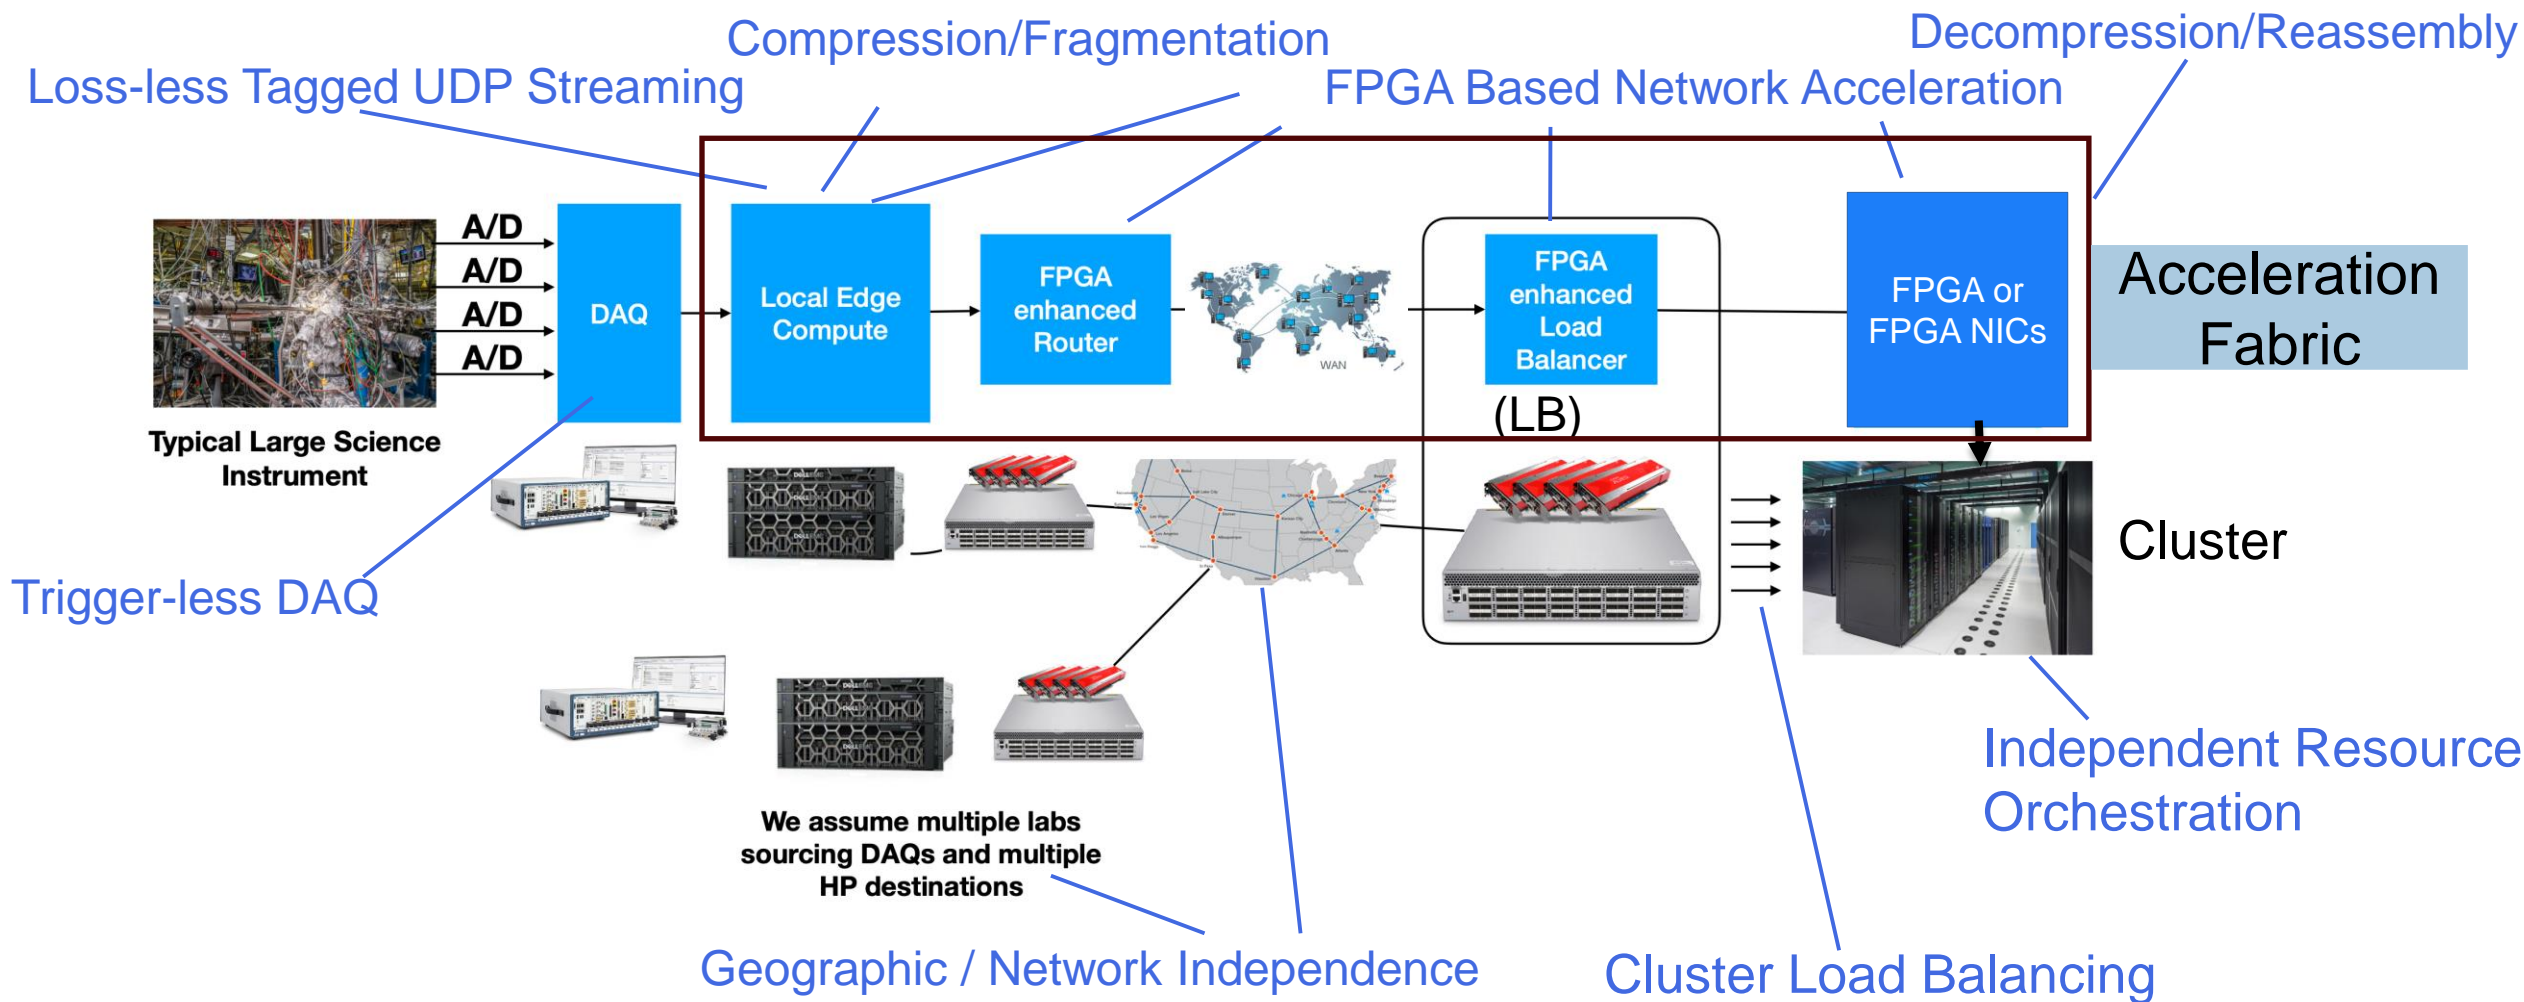 Compression/Fragmentation
Decompression/Reassembly
Loss-less Tagged UDP Streaming
FPGA Based Network Acceleration
A/D
A/D
A/D
A/D
DAQ
Local Edge
Compute
FPGA
enhanced
Router
WAN
FPGA
enhanced
Load
Balancer
(LB)
FPGA or
FPGA NICs
Acceleration
Fabric
Typical Large Science
Instrument
Cluster
Trigger-less DAQ
We assume multiple labs
sourcing DAQs and multiple
HP destinations
Independent Resource
Orchestration
Geographic / Network Independence
Cluster Load Balancing